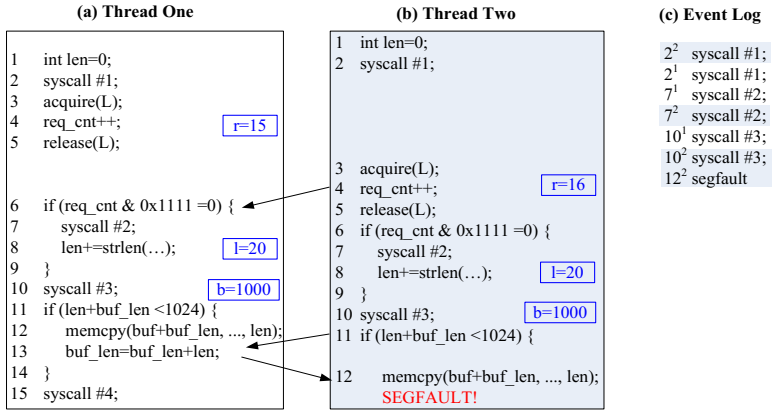 (a) Thread One
1 int len=0;
2 syscall #1;
3 acquire(L);
4 req_cnt++;
r=15
5 release(L);
6 if (req_cnt & 0x1111 =0) {
7 syscall #2;
8 len+=strlen(…);
l=20
9 }
10 syscall #3;
b=1000
11 if (len+buf_len <1024) {
12 memcpy(buf+buf_len, ..., len);
13 buf_len=buf_len+len;
14 }
15 syscall #4;
(b) Thread Two
1 int len=0;
2 syscall #1;
3 acquire(L);
4 req_cnt++;
r=16
5 release(L);
6 if (req_cnt & 0x1111 =0) {
7 syscall #2;
8 len+=strlen(…);
l=20
9 }
10 syscall #3;
b=1000
11 if (len+buf_len <1024) {
12 memcpy(buf+buf_len, ..., len);
SEGFAULT!
(c) Event Log
2² syscall #1;
2¹ syscall #1;
7¹ syscall #2;
7² syscall #2;
10¹ syscall #3;
10² syscall #3;
12² segfault